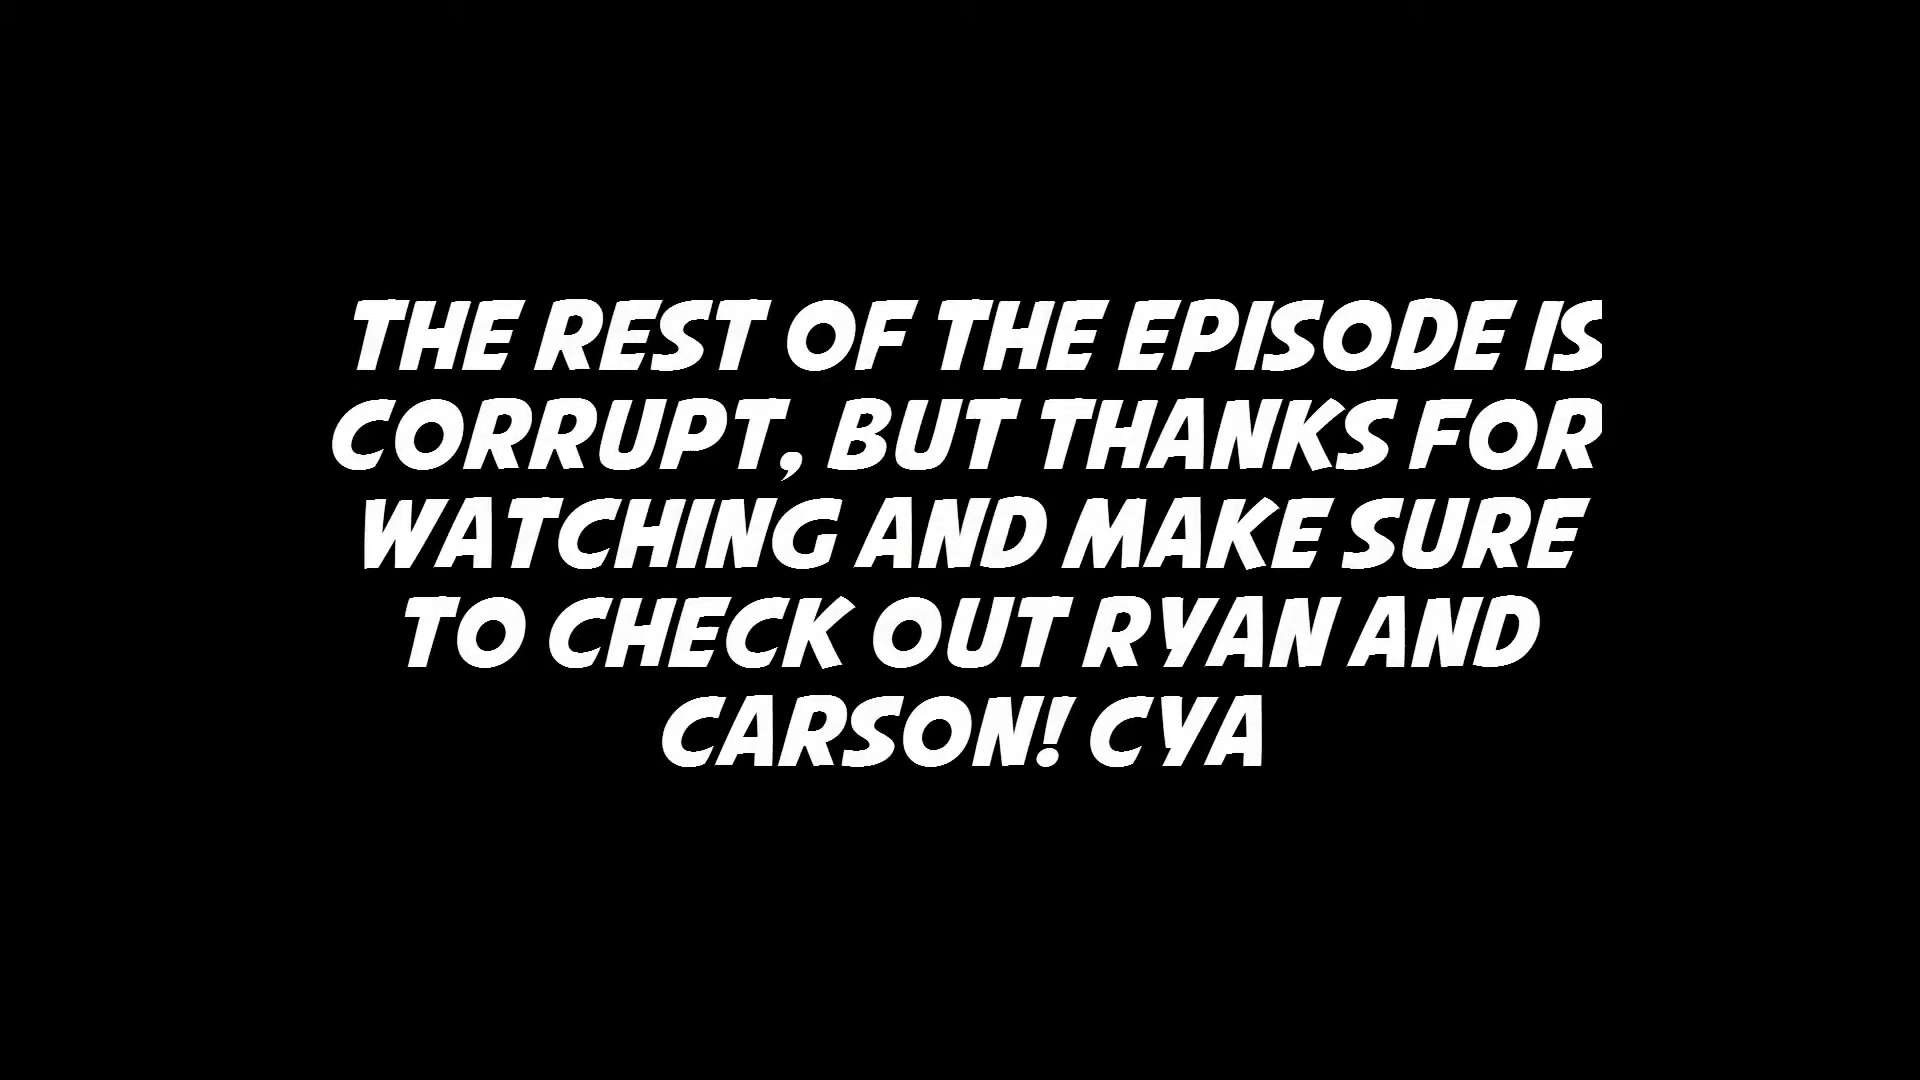 THE REST OF THE EPISODE IS
CORRUPT, BUT THANKS FOR
WATCHING AND MAKE SURE
TO CHECK OUT RYAN AND
CARSON! CYA